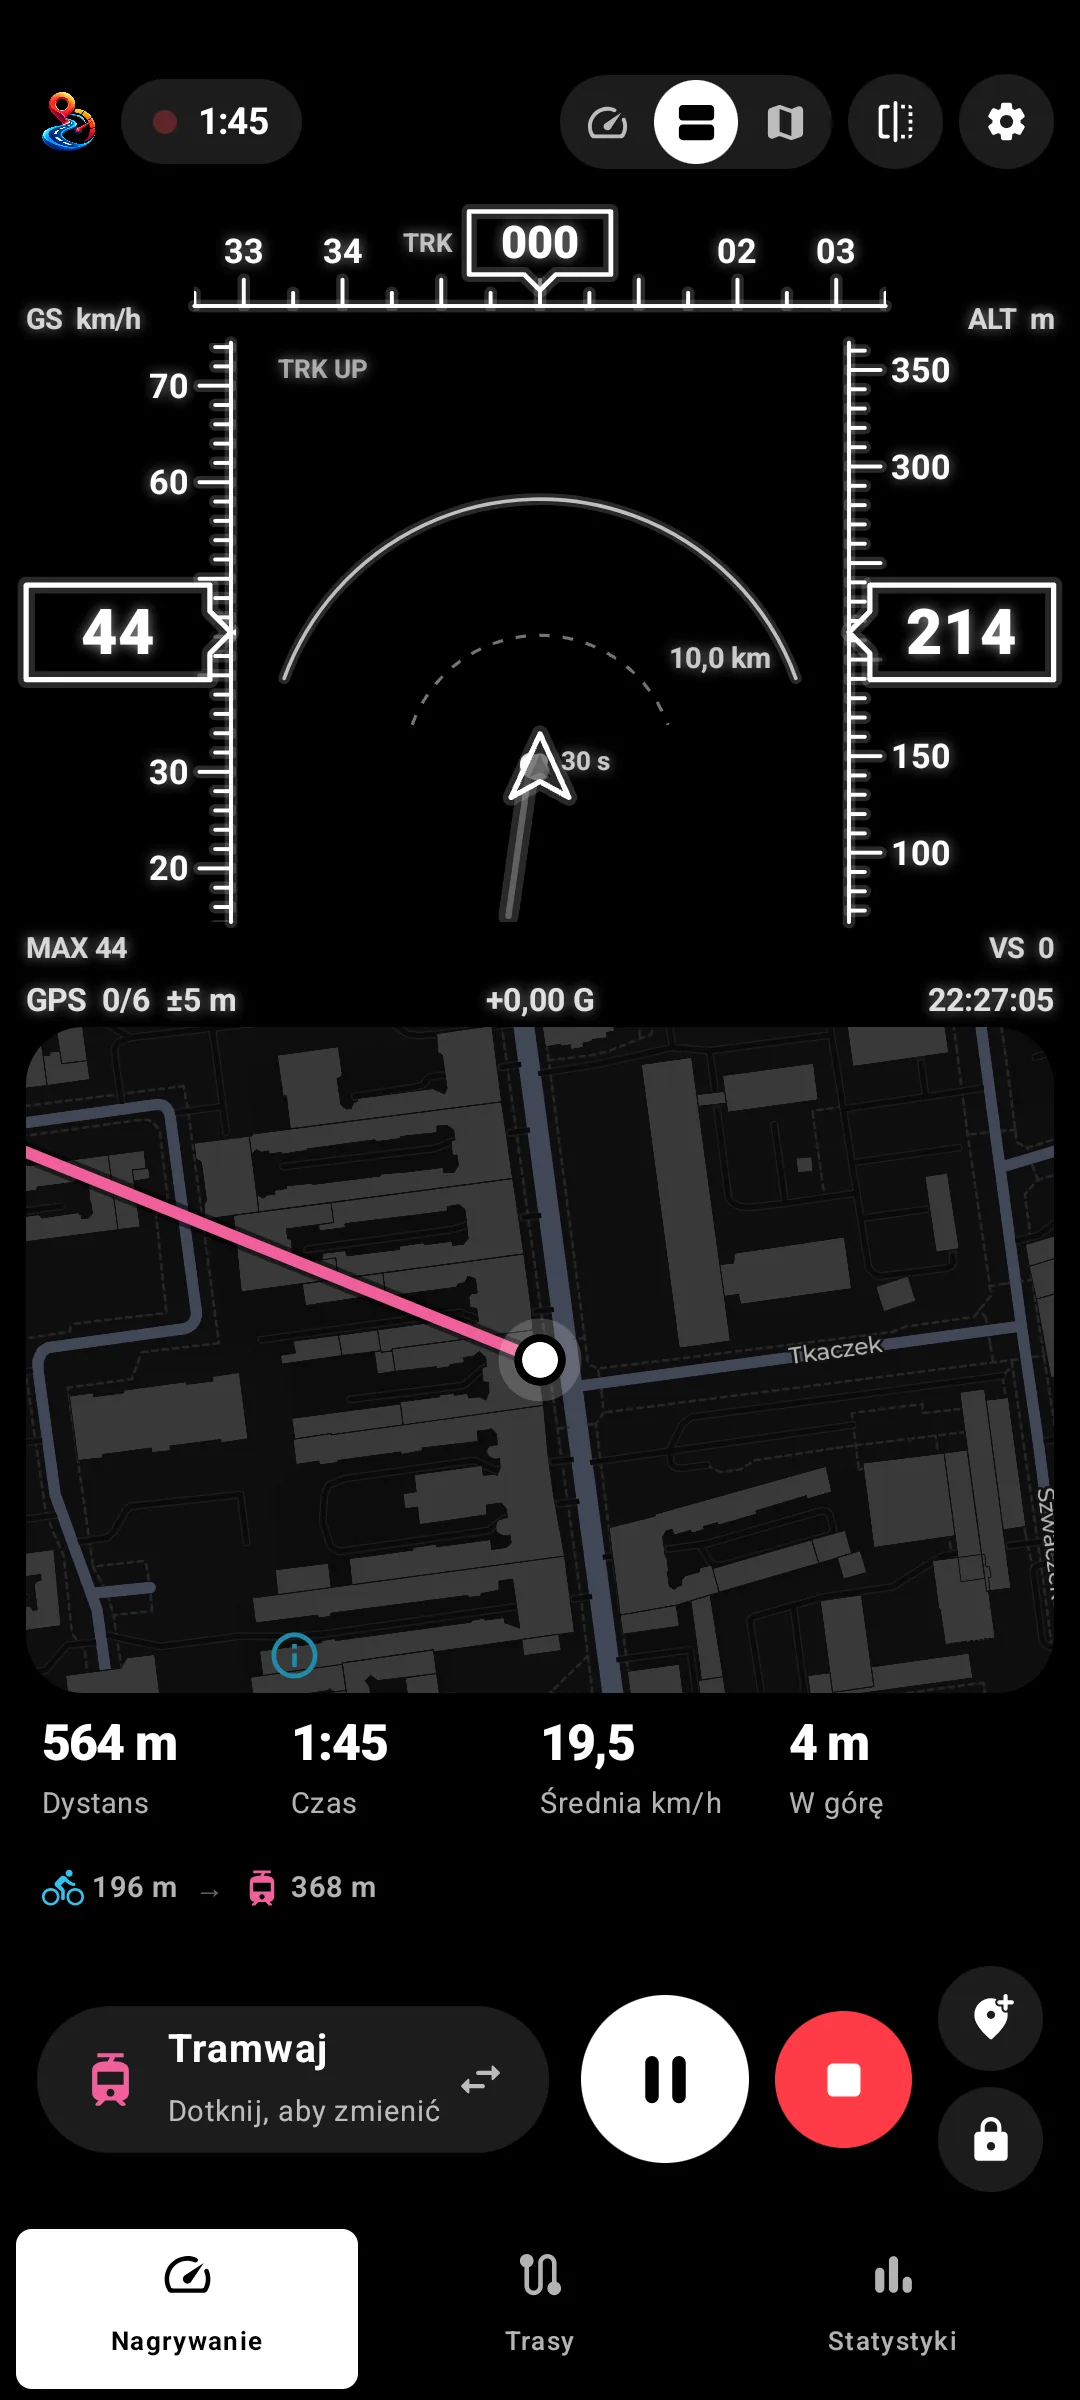 1:45
33 34 TRK 000 02 03
GS km/h
ALT m
TRK UP
70
350
60
300
44
214
10,0 km
30 s
30
150
20
100
MAX 44
VS 0
GPS 0/6 ±5 m
+0,00 G
22:27:05
Tkaczek
564 m
1:45
19,5
4 m
Dystans
Czas
Średnia km/h
W górę
196 m → 368 m
Tramwaj
Dotknij, aby zmienić
Nagrywanie
Trasy
Statystyki